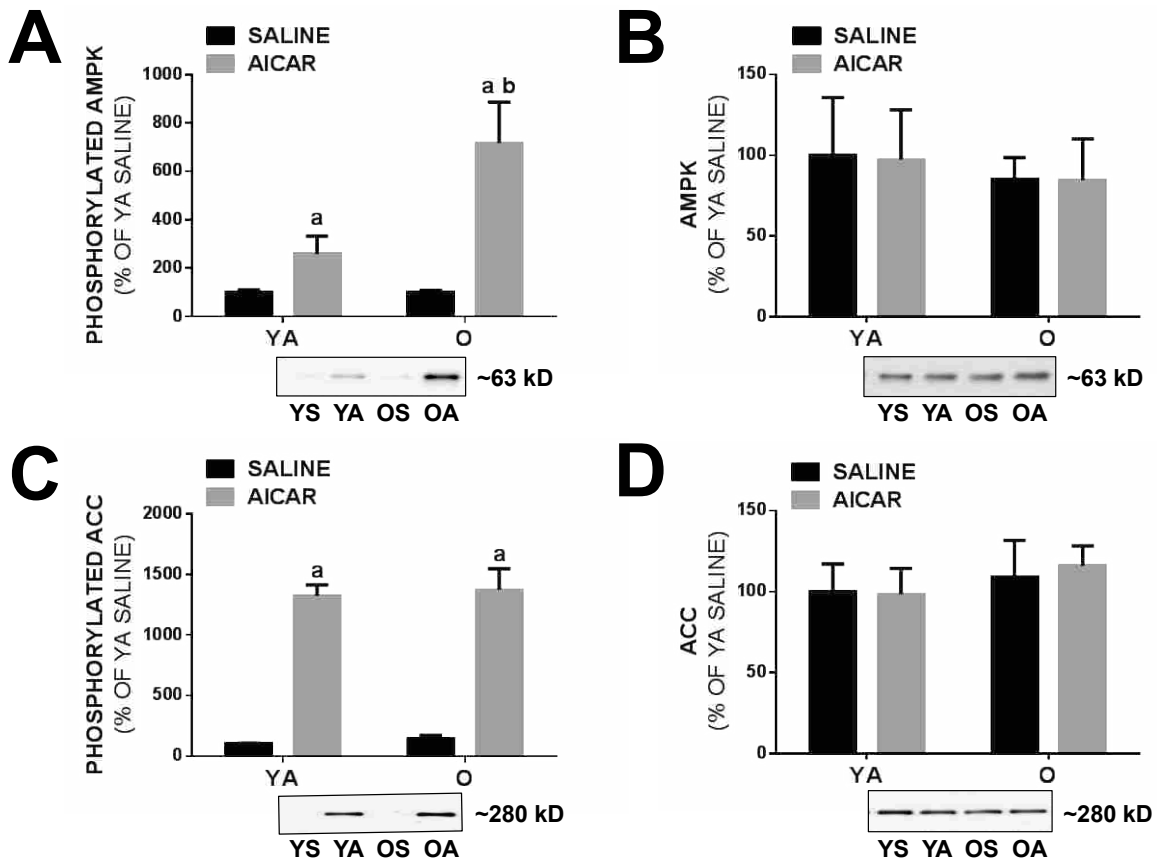 A
SALINE
AICAR
PHOSPHORYLATED AMPK
(% OF YA SALINE)
1000
800
600
400
200
0
a
a b
YA
O
~63 kD
YS YA OS OA
B
SALINE
AICAR
AMPK
(% OF YA SALINE)
150
100
50
0
YA
O
~63 kD
YS YA OS OA
C
SALINE
AICAR
PHOSPHORYLATED ACC
(% OF YA SALINE)
2000
1500
1000
500
0
a
a
YA
O
~280 kD
YS YA OS OA
D
SALINE
AICAR
ACC
(% OF YA SALINE)
150
100
50
0
YA
O
~280 kD
YS YA OS OA